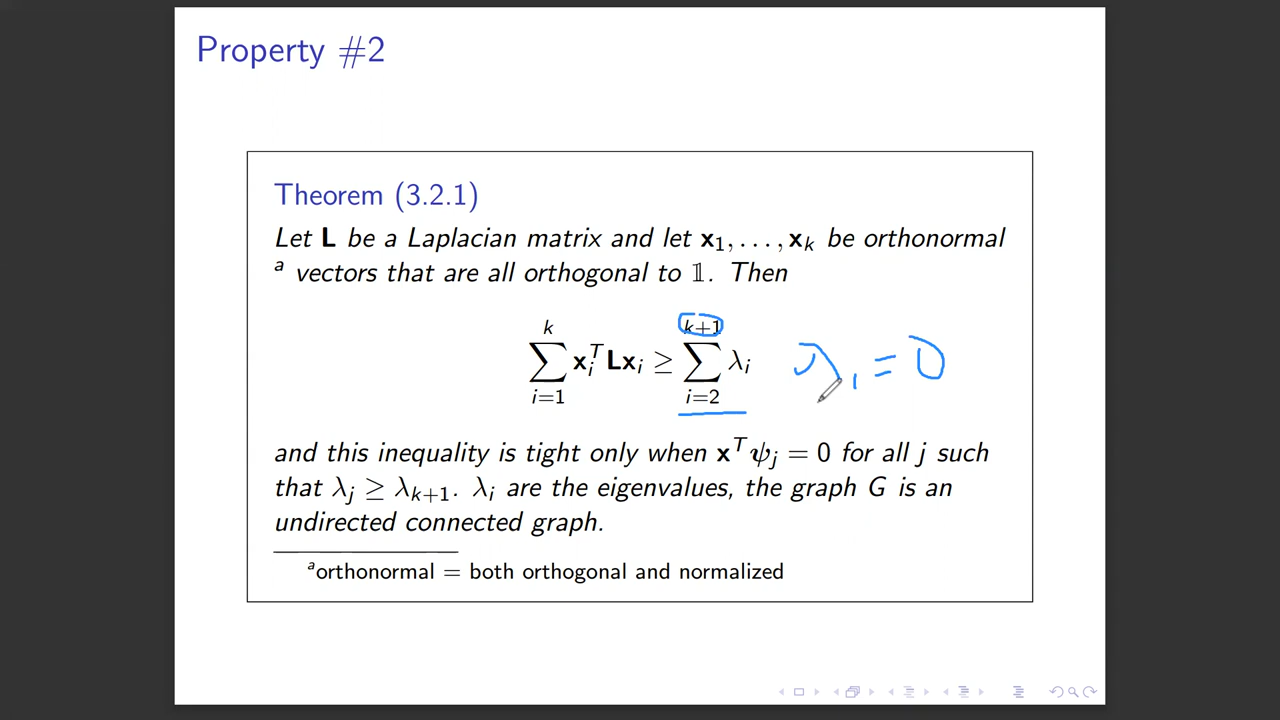 Property #2
Theorem (3.2.1)
Let L be a Laplacian matrix and let x₁, . . . , xₖ be orthonormal
ᵃ vectors that are all orthogonal to 𝟙. Then
∑_{i=1}^{k} xᵢᵀLxᵢ ≥ ∑_{i=2}^{k+1} λᵢ λ₁ = 0
and this inequality is tight only when xᵀψⱼ = 0 for all j such
that λⱼ ≥ λₖ₊₁. λᵢ are the eigenvalues, the graph G is an
undirected connected graph.
ᵃorthonormal = both orthogonal and normalized